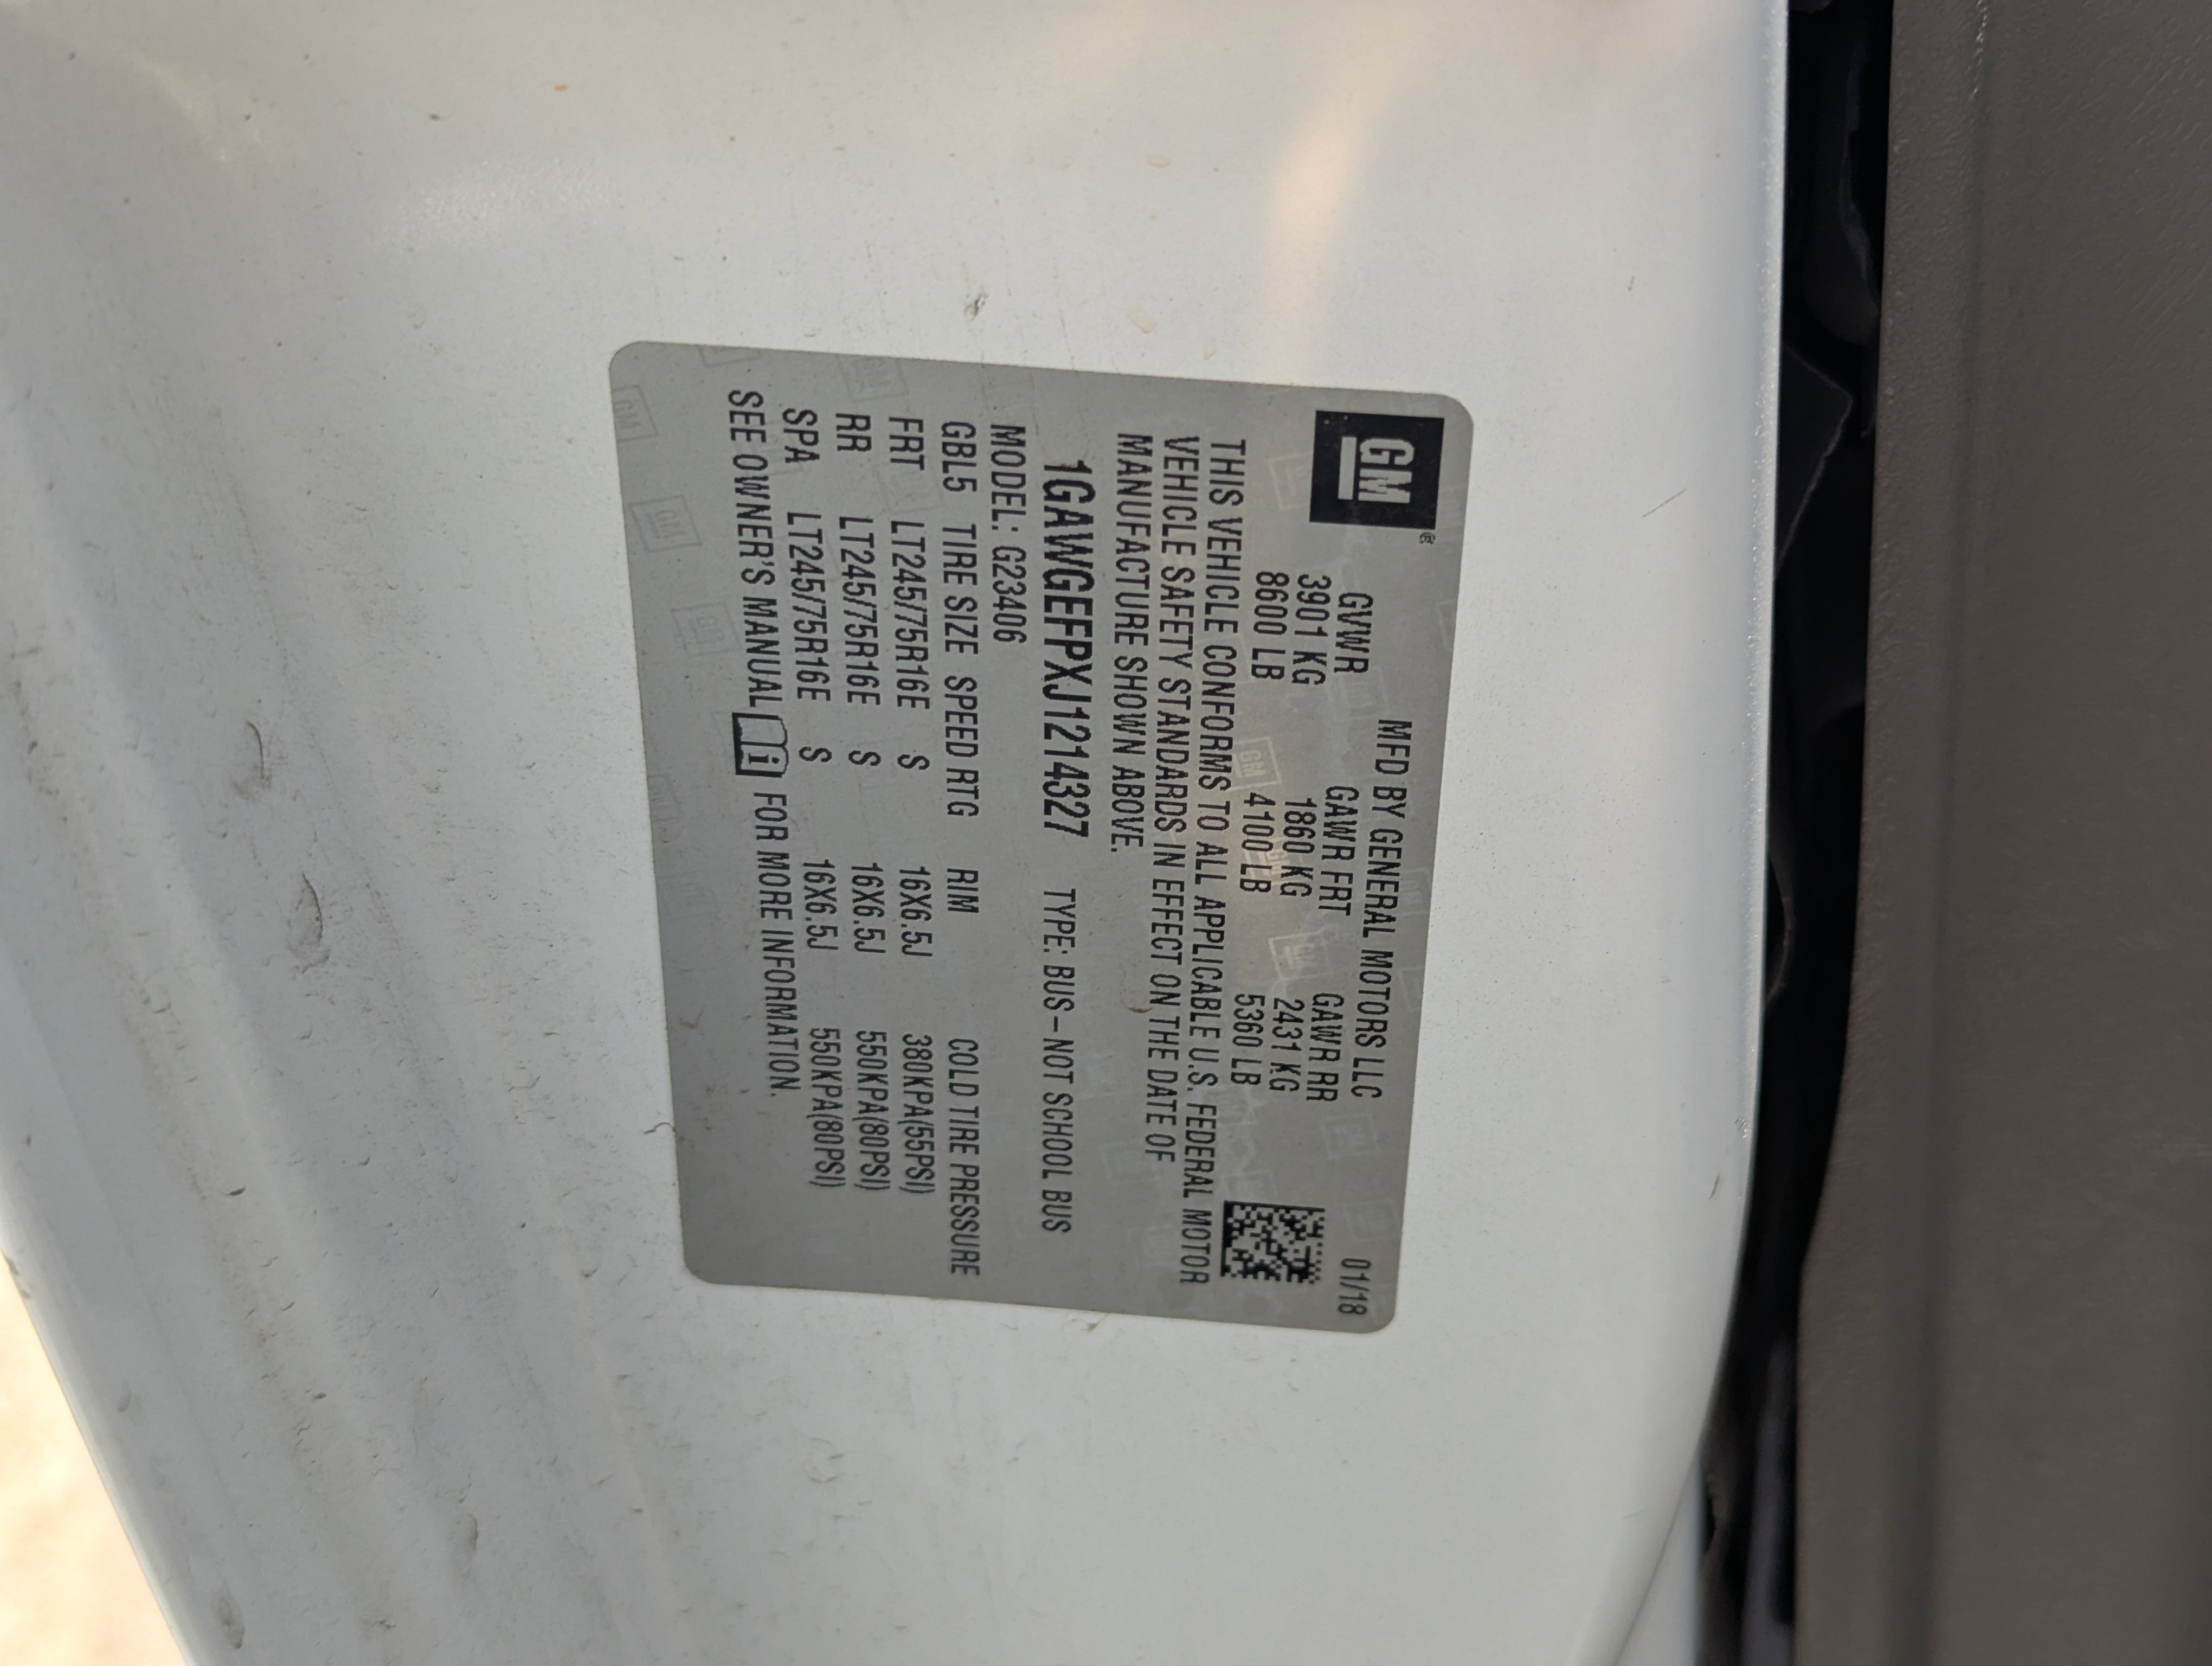 GM® MFD BY GENERAL MOTORS LLC 01/18
GVWR GAWR FRT GAWR RR
3901 KG 1860 KG 2431 KG
8600 LB 4100 LB 5360 LB
THIS VEHICLE CONFORMS TO ALL APPLICABLE U.S. FEDERAL MOTOR
VEHICLE SAFETY STANDARDS IN EFFECT ON THE DATE OF
MANUFACTURE SHOWN ABOVE.
1GAWGEFPXJ1214327 TYPE: BUS–NOT SCHOOL BUS
MODEL: G23406
GBL5 TIRE SIZE SPEED RTG RIM COLD TIRE PRESSURE
FRT LT245/75R16E S 16X6.5J 380KPA(55PSI)
RR LT245/75R16E S 16X6.5J 550KPA(80PSI)
SPA LT245/75R16E S 16X6.5J 550KPA(80PSI)
SEE OWNER'S MANUAL i FOR MORE INFORMATION.